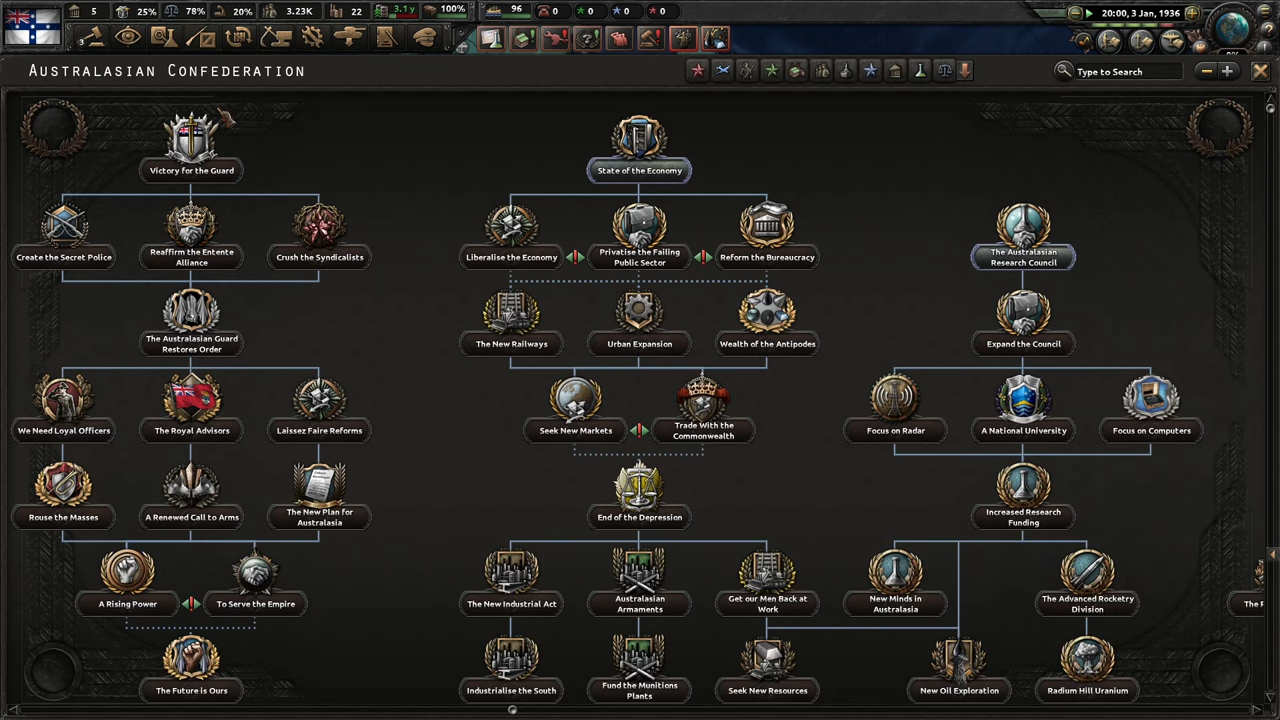 5
25%
78%
20%
3.23K
22
3.1 y
100%
96
0
0
0
0
20:00, 3 Jan, 1936
3
0%
Australasian Confederation
Type to Search
Victory for the Guard
State of the Economy
Create the Secret Police
Reaffirm the Entente
Alliance
Crush the Syndicalists
Liberalise the Economy
Privatise the Failing
Public Sector
Reform the Bureaucracy
The Australasian
Research Council
The Australasian Guard
Restores Order
The New Railways
Urban Expansion
Wealth of the Antipodes
Expand the Council
We Need Loyal Officers
The Royal Advisors
Laissez Faire Reforms
Seek New Markets
Trade With the
Commonwealth
Focus on Radar
A National University
Focus on Computers
Rouse the Masses
A Renewed Call to Arms
The New Plan for
Australasia
End of the Depression
Increased Research
Funding
A Rising Power
To Serve the Empire
The New Industrial Act
Australasian
Armaments
Get our Men Back at
Work
New Minds in
Australasia
The Advanced Rocketry
Division
The Future is Ours
Industrialise the South
Fund the Munitions
Plants
Seek New Resources
New Oil Exploration
Radium Hill Uranium